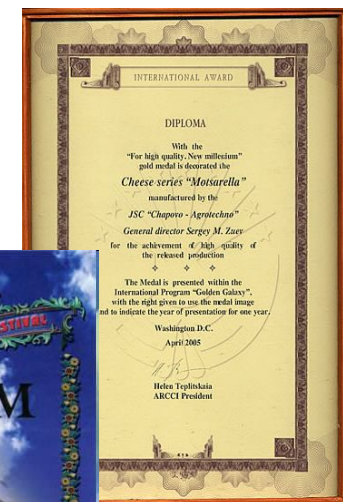 INTERNATIONAL AWARD
DIPLOMA
With the
"For high quality. New millenium"
gold medal is decorated the
Cheese series "Motsarella"
manufactured by the
JSC "Chapovo - Agrotechno"
General director Sergey M. Zuev
for the achievement of high quality of
the released production
The Medal is presented within the
International Program "Golden Galaxy",
with the right given to use the medal image
nd to indicate the year of presentation for one year.
Washington D.C.
April 2005
Helen Teplitskaia
ARCCI President
STIVAL
M